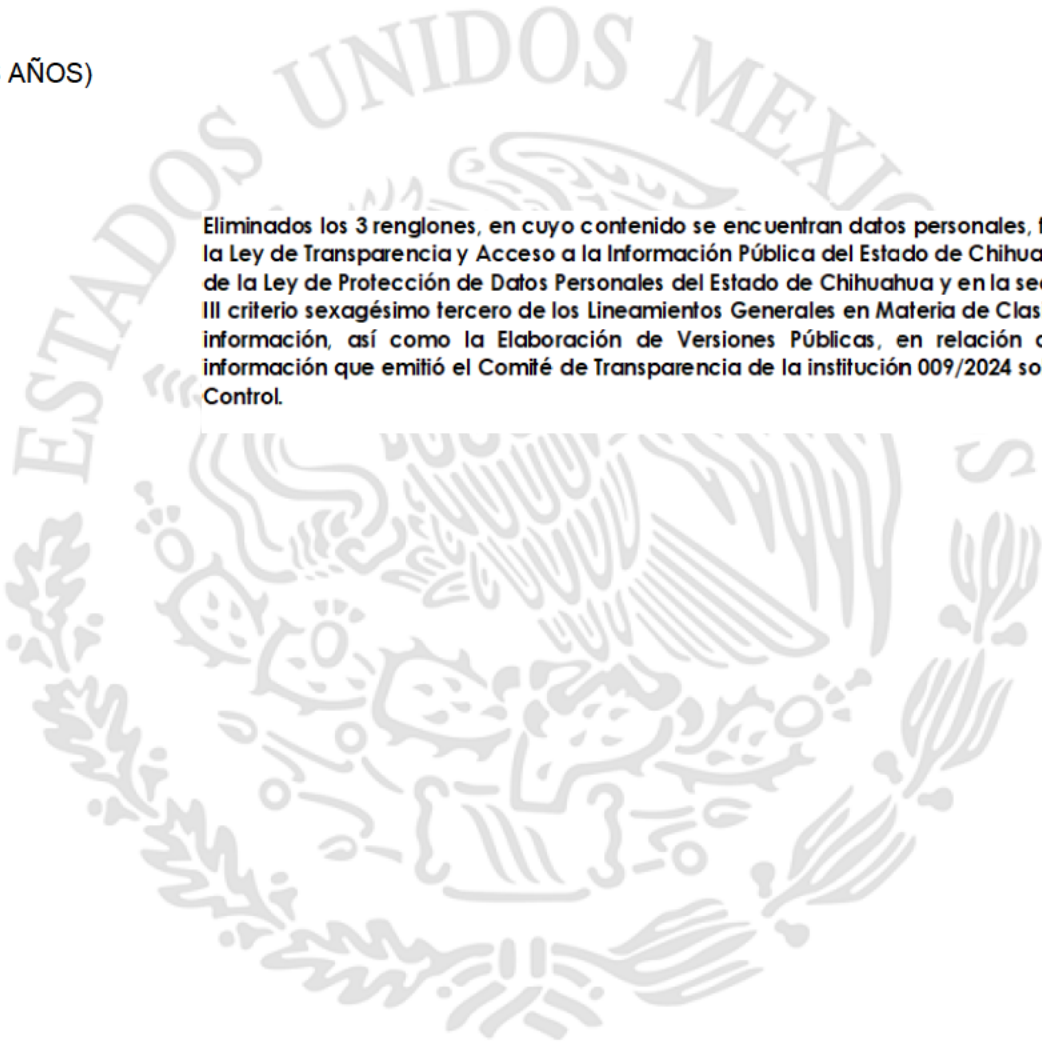 AÑOS)
ESTADOS UNIDOS MEXIC
S
Eliminados los 3 renglones, en cuyo contenido se encuentran datos personales,
la Ley de Transparencia y Acceso a la Información Pública del Estado de Chihua
de la Ley de Protección de Datos Personales del Estado de Chihuahua y en la se
III criterio sexagésimo tercero de los Lineamientos Generales en Materia de Clas
información, así como la Elaboración de Versiones Públicas, en relación
información que emitió el Comité de Transparencia de la institución 009/2024 so
Control.